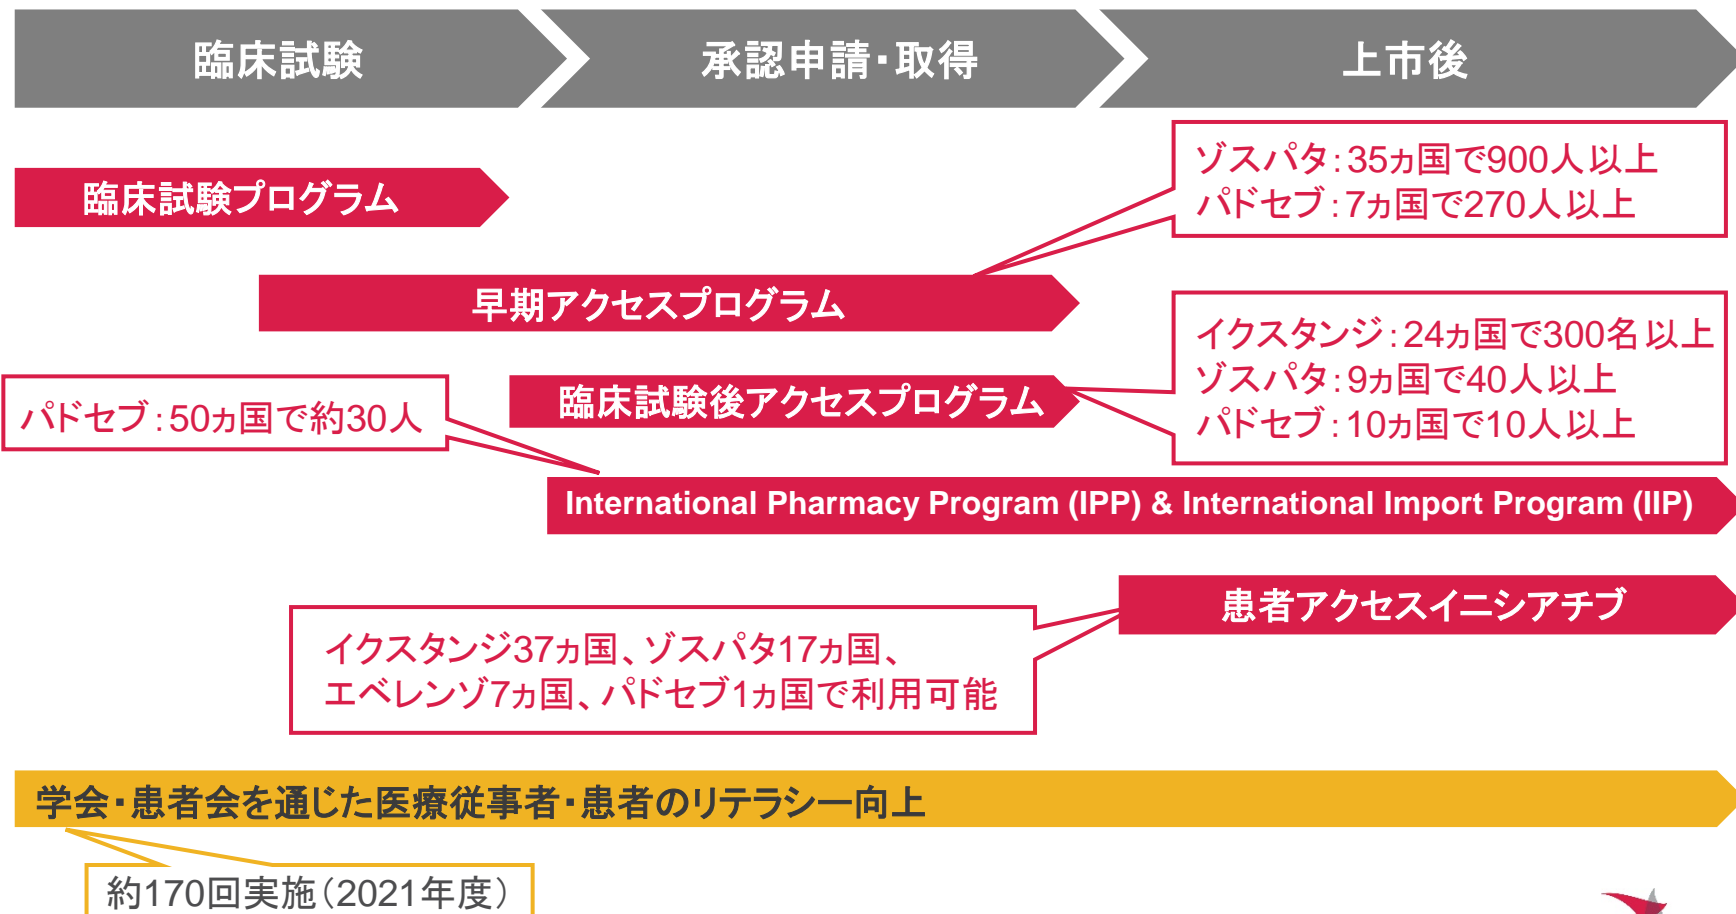 臨床試験
承認申請・取得
上市後
ゾスパタ：35ヵ国で900人以上
パドセブ：7ヵ国で270人以上
臨床試験プログラム
早期アクセスプログラム
イクスタンジ：24ヵ国で300名以上
ゾスパタ：9ヵ国で40人以上
パドセブ：10ヵ国で10人以上
臨床試験後アクセスプログラム
パドセブ：50ヵ国で約30人
International Pharmacy Program (IPP) & International Import Program (IIP)
患者アクセスイニシアチブ
イクスタンジ37ヵ国、ゾスパタ17ヵ国、
エベレンゾ7ヵ国、パドセブ1ヵ国で利用可能
学会・患者会を通じた医療従事者・患者のリテラシー向上
約170回実施（2021年度）